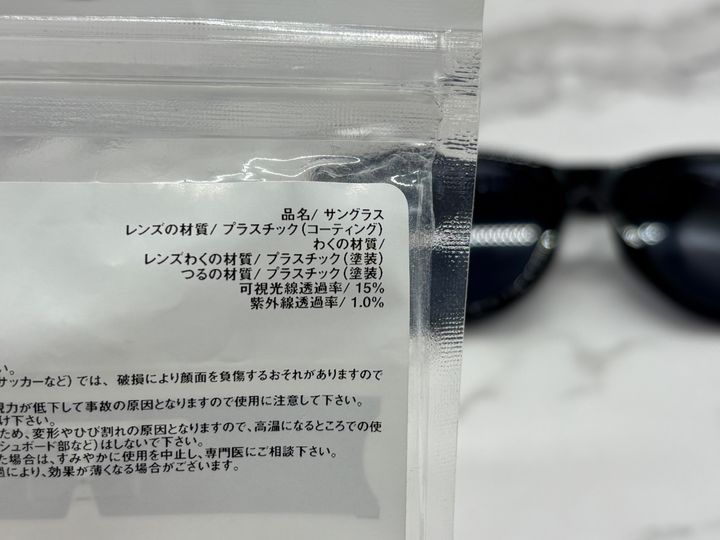 品名/ サングラス
レンズの材質/ プラスチック(コーティング)
わくの材質/
レンズわくの材質/ プラスチック(塗装)
つるの材質/ プラスチック(塗装)
可視光線透過率/ 15%
紫外線透過率/ 1.0%
い。
サッカーなど)では、破損により顔面を負傷するおそれがありますので
視力が低下して事故の原因となりますので使用に注意して下さい。
け下さい。
ため、変形やひび割れの原因となりますので、高温になるところでの使
シュボード部など)はしないで下さい。
た場合は、すみやかに使用を中止し、専門医にご相談下さい。
により、効果が薄くなる場合がございます。